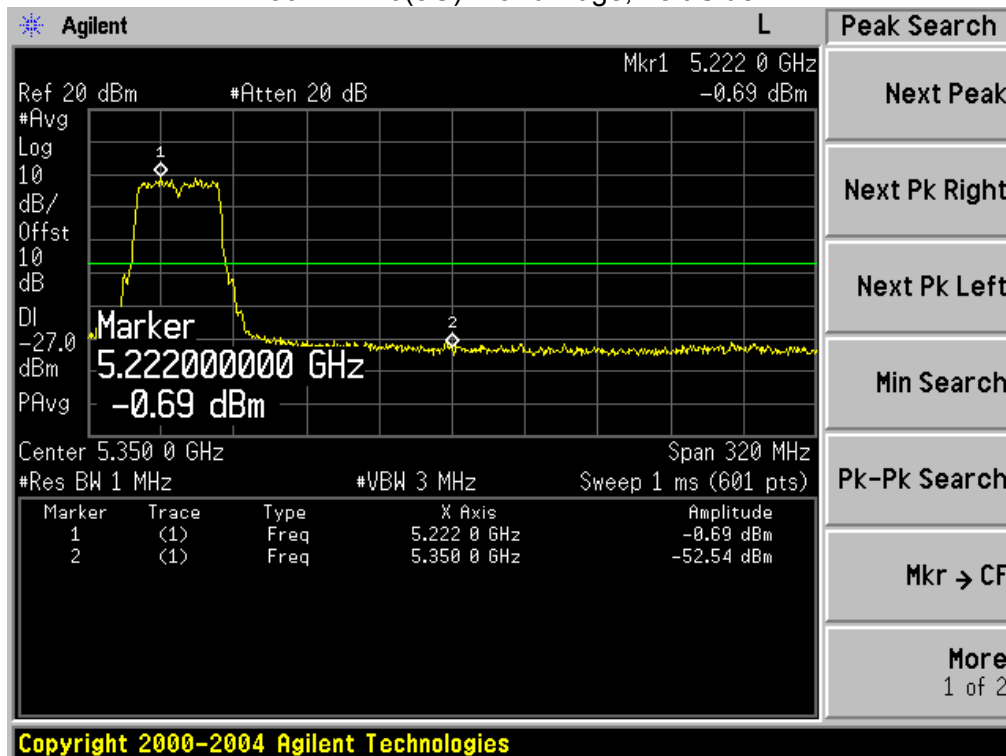 Agilent L Peak Search
Mkr1 5.222 0 GHz
Ref 20 dBm #Atten 20 dB -0.69 dBm
#Avg
Log
10
dB/
Offst
10
dB
DI
-27.0
dBm
PAvg
1
2
Marker
5.222000000 GHz
-0.69 dBm
Center 5.350 0 GHz Span 320 MHz
#Res BW 1 MHz #VBW 3 MHz Sweep 1 ms (601 pts)
Marker Trace Type X Axis Amplitude
1 (1) Freq 5.222 0 GHz -0.69 dBm
2 (1) Freq 5.350 0 GHz -52.54 dBm
Next Peak
Next Pk Right
Next Pk Left
Min Search
Pk-Pk Search
Mkr → CF
More
1 of 2
Copyright 2000-2004 Agilent Technologies